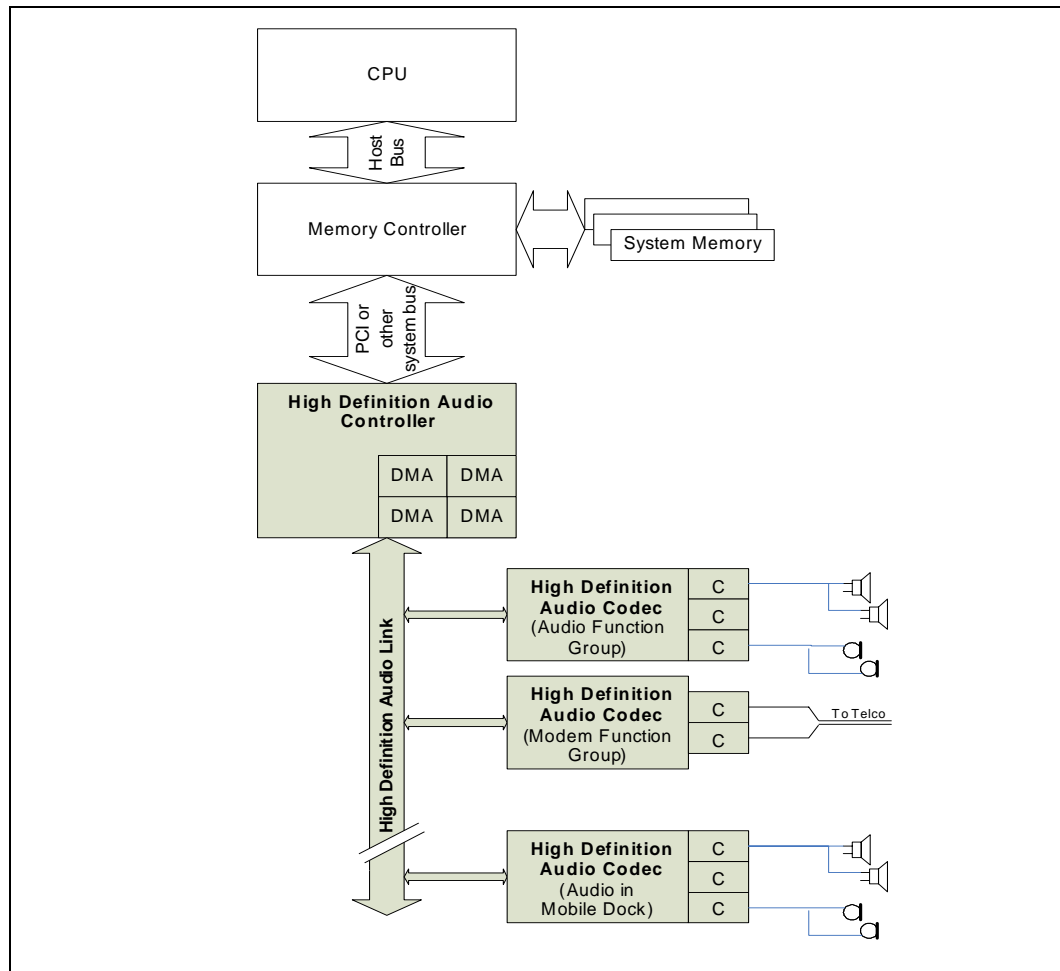 CPU
Host
Bus
Memory Controller
System Memory
PCI or
other
system bus
High Definition Audio
Controller
DMA
DMA
DMA
DMA
High Definition Audio Link
High Definition
Audio Codec
(Audio Function
Group)
C
C
C
High Definition
Audio Codec
(Modem Function
Group)
C
C
To Telco
High Definition
Audio Codec
(Audio in
Mobile Dock)
C
C
C